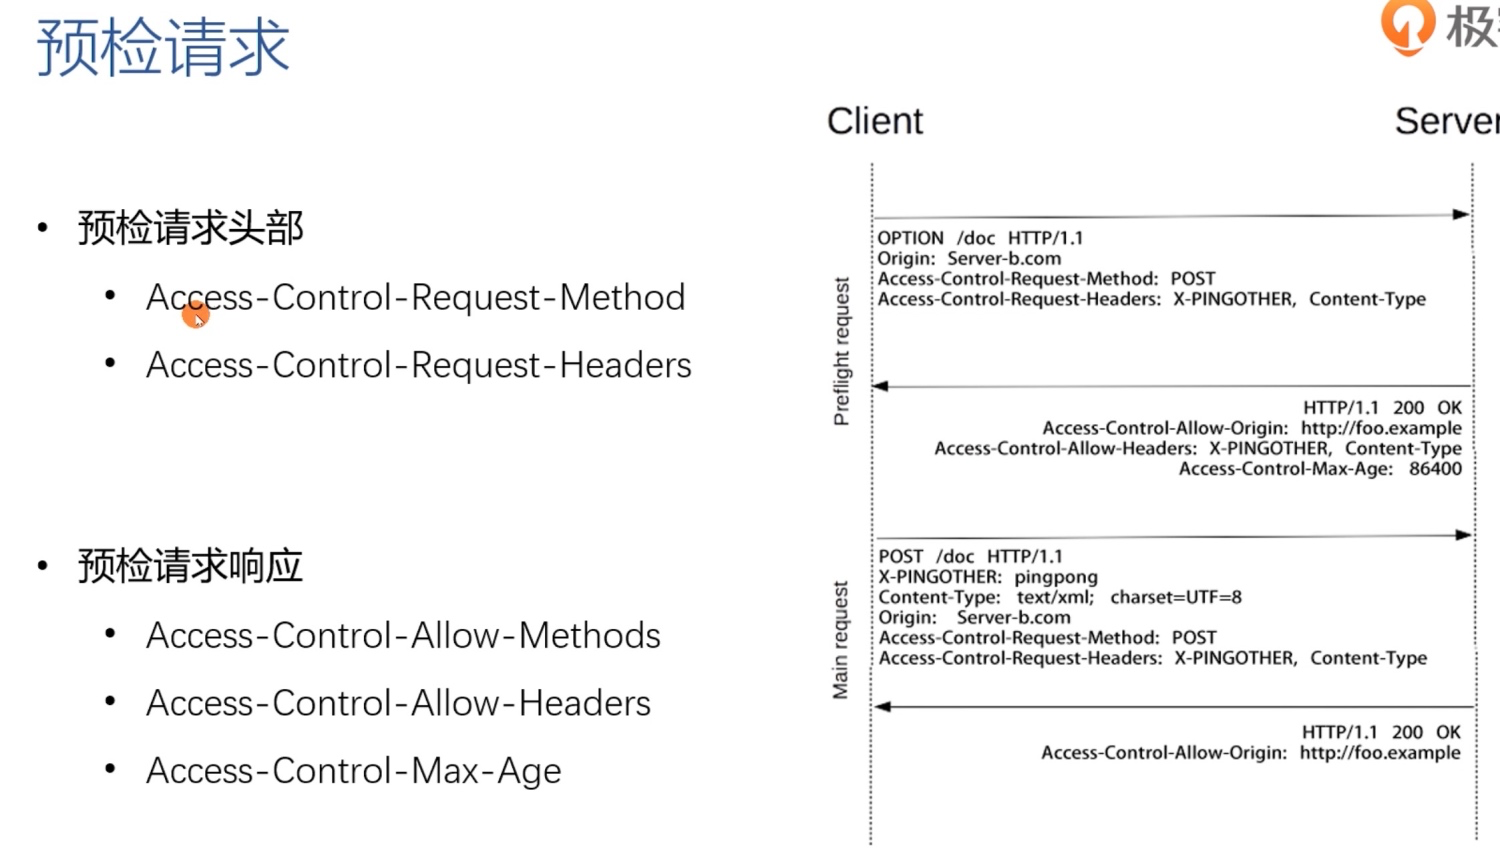 预检请求
极
Client
Server
• 预检请求头部
• Access-Control-Request-Method
• Access-Control-Request-Headers
• 预检请求响应
• Access-Control-Allow-Methods
• Access-Control-Allow-Headers
• Access-Control-Max-Age
Preflight request
OPTION /doc HTTP/1.1
Origin: Server-b.com
Access-Control-Request-Method: POST
Access-Control-Request-Headers: X-PINGOTHER, Content-Type
HTTP/1.1 200 OK
Access-Control-Allow-Origin: http://foo.example
Access-Control-Allow-Headers: X-PINGOTHER, Content-Type
Access-Control-Max-Age: 86400
Main request
POST /doc HTTP/1.1
X-PINGOTHER: pingpong
Content-Type: text/xml; charset=UTF=8
Origin: Server-b.com
Access-Control-Request-Method: POST
Access-Control-Request-Headers: X-PINGOTHER, Content-Type
HTTP/1.1 200 OK
Access-Control-Allow-Origin: http://foo.example